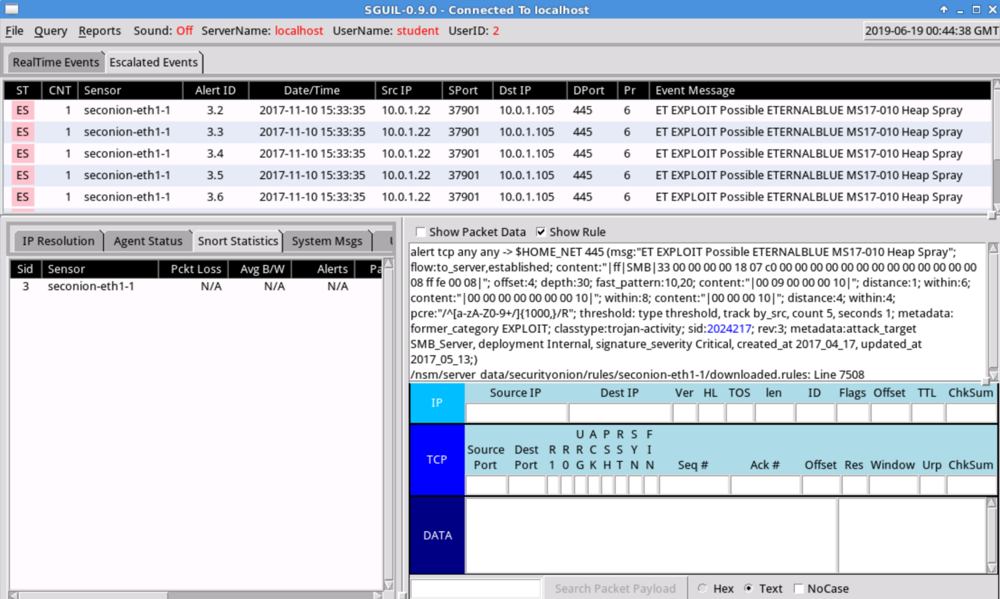 SGUIL-0.9.0 - Connected To localhost
File Query Reports Sound: Off ServerName: localhost UserName: student UserID: 2 2019-06-19 00:44:38 GMT
RealTime Events Escalated Events
ST CNT Sensor Alert ID Date/Time Src IP SPort Dst IP DPort Pr Event Message
ES 1 seconion-eth1-1 3.2 2017-11-10 15:33:35 10.0.1.22 37901 10.0.1.105 445 6 ET EXPLOIT Possible ETERNALBLUE MS17-010 Heap Spray
ES 1 seconion-eth1-1 3.3 2017-11-10 15:33:35 10.0.1.22 37901 10.0.1.105 445 6 ET EXPLOIT Possible ETERNALBLUE MS17-010 Heap Spray
ES 1 seconion-eth1-1 3.4 2017-11-10 15:33:35 10.0.1.22 37901 10.0.1.105 445 6 ET EXPLOIT Possible ETERNALBLUE MS17-010 Heap Spray
ES 1 seconion-eth1-1 3.5 2017-11-10 15:33:35 10.0.1.22 37901 10.0.1.105 445 6 ET EXPLOIT Possible ETERNALBLUE MS17-010 Heap Spray
ES 1 seconion-eth1-1 3.6 2017-11-10 15:33:35 10.0.1.22 37901 10.0.1.105 445 6 ET EXPLOIT Possible ETERNALBLUE MS17-010 Heap Spray
IP Resolution Agent Status Snort Statistics System Msgs
Sid Sensor Pckt Loss Avg B/W Alerts Pa
3 seconion-eth1-1 N/A N/A N/A
Show Packet Data Show Rule
alert tcp any any -> $HOME_NET 445 (msg:"ET EXPLOIT Possible ETERNALBLUE MS17-010 Heap Spray";
flow:to_server,established; content:"|ff|SMB|33 00 00 00 00 18 07 c0 00 00 00 00 00 00 00 00 00 00 00 00 00
08 ff fe 00 08|"; offset:4; depth:30; fast_pattern:10,20; content:"|00 09 00 00 00 10|"; distance:1; within:6;
content:"|00 00 00 00 00 00 00 10|"; within:8; content:"|00 00 00 10|"; distance:4; within:4;
pcre:"/^[a-zA-Z0-9+/]{1000,}/R"; threshold: type threshold, track by_src, count 5, seconds 1; metadata:
former_category EXPLOIT; classtype:trojan-activity; sid:2024217; rev:3; metadata:attack_target
SMB_Server, deployment Internal, signature_severity Critical, created_at 2017_04_17, updated_at
2017_05_13;)
/nsm/server_data/securityonion/rules/seconion-eth1-1/downloaded.rules: Line 7508
IP Source IP Dest IP Ver HL TOS len ID Flags Offset TTL ChkSum
TCP Source Port Dest Port R1 R0 URG ACK PSH RST SYN FIN Seq # Ack # Offset Res Window Urp ChkSum
DATA
Search Packet Payload Hex Text NoCase